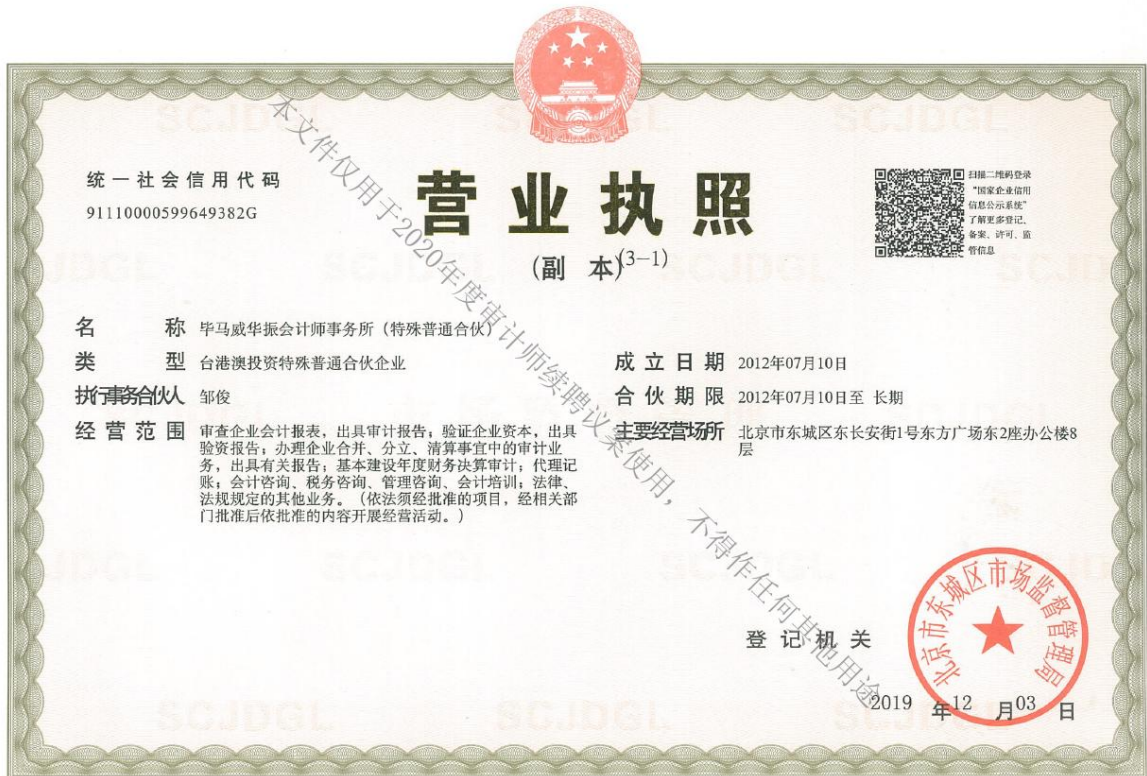 统一社会信用代码
91110000599649382G
营业执照
(副 本)(3-1)
扫描二维码登录
“国家企业信用
信息公示系统”
了解更多登记、
备案、许可、监
管信息
名 称 毕马威华振会计师事务所（特殊普通合伙）
类 型 台港澳投资特殊普通合伙企业
执行事务合伙人 邹俊
经营范围 审查企业会计报表，出具审计报告；验证企业资本，出具
验资报告；办理企业合并、分立、清算事宜中的审计业
务，出具有关报告；基本建设年度财务决算审计；代理记
账；会计咨询、税务咨询、管理咨询、会计培训；法律、
法规规定的其他业务。（依法须经批准的项目，经相关部
门批准后依批准的内容开展经营活动。）
成立日期 2012年07月10日
合伙期限 2012年07月10日至 长期
主要经营场所 北京市东城区东长安街1号东方广场东2座办公楼8
层
登记机关
北京市东城区市场监督管理局
2019 年12 月03 日
本文件仅用于2020年度审计师续聘议案使用，不得作任何其他用途
SCJDGL
SCJDGL
SCJDGL
JDGL
SCJDGL
SCJDGL
SCJD
JDGL
SCJDGL
SCJDGL
SCJDGL
SCJDGL
SCJDGL